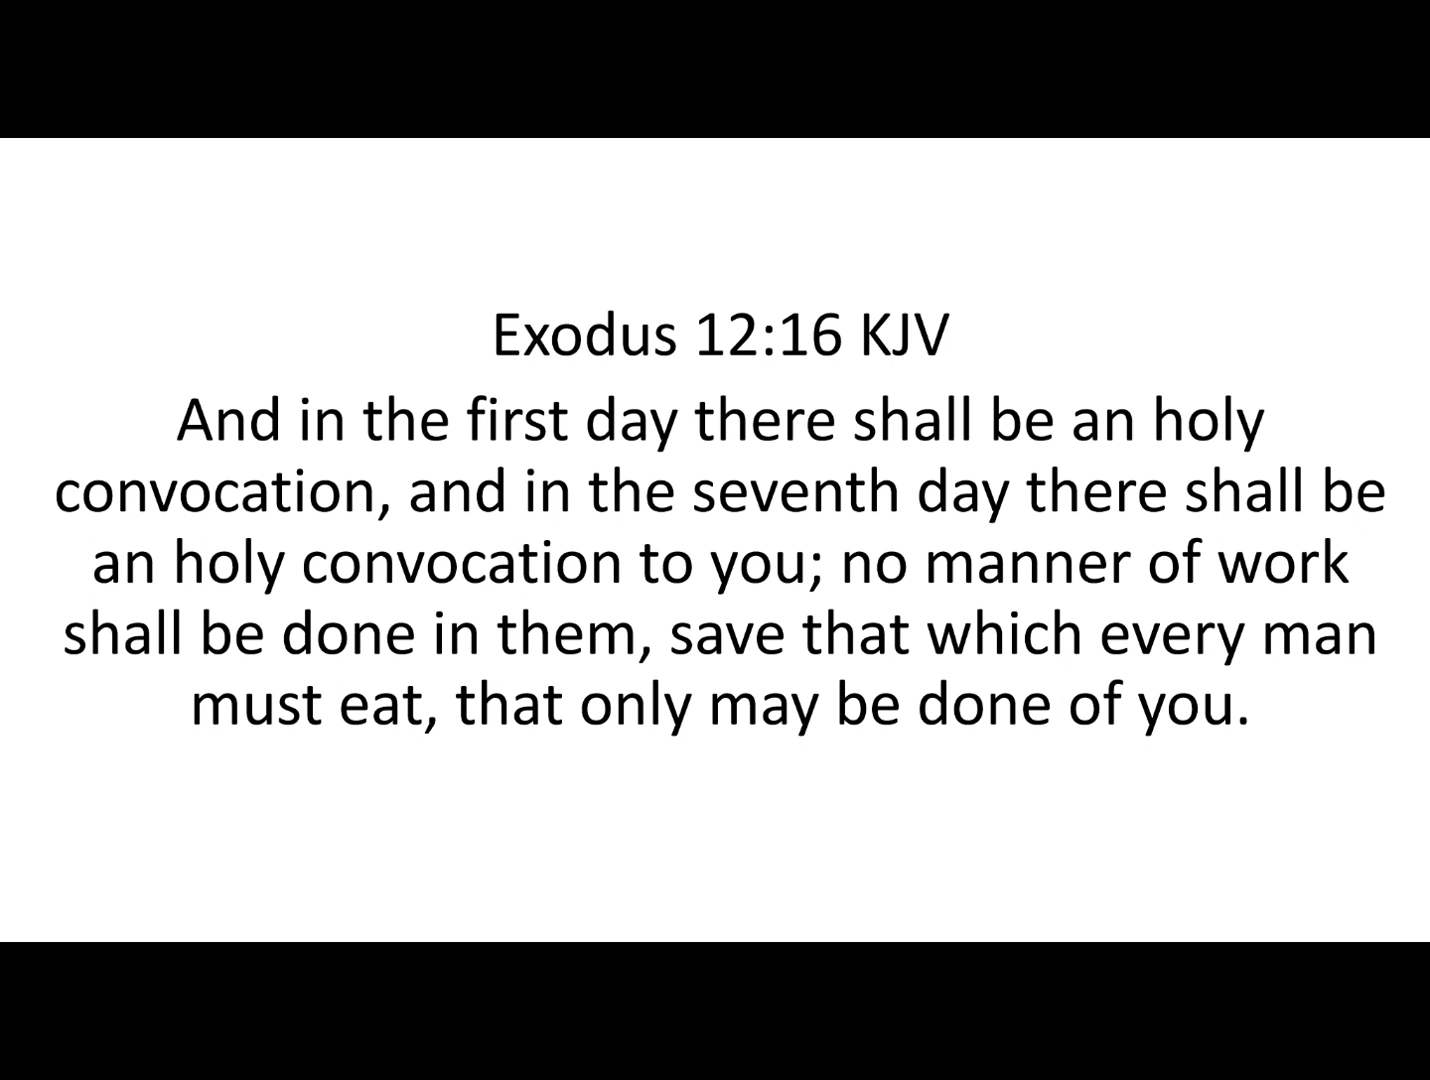 Exodus 12:16 KJV
And in the first day there shall be an holy
convocation, and in the seventh day there shall be
an holy convocation to you; no manner of work
shall be done in them, save that which every man
must eat, that only may be done of you.